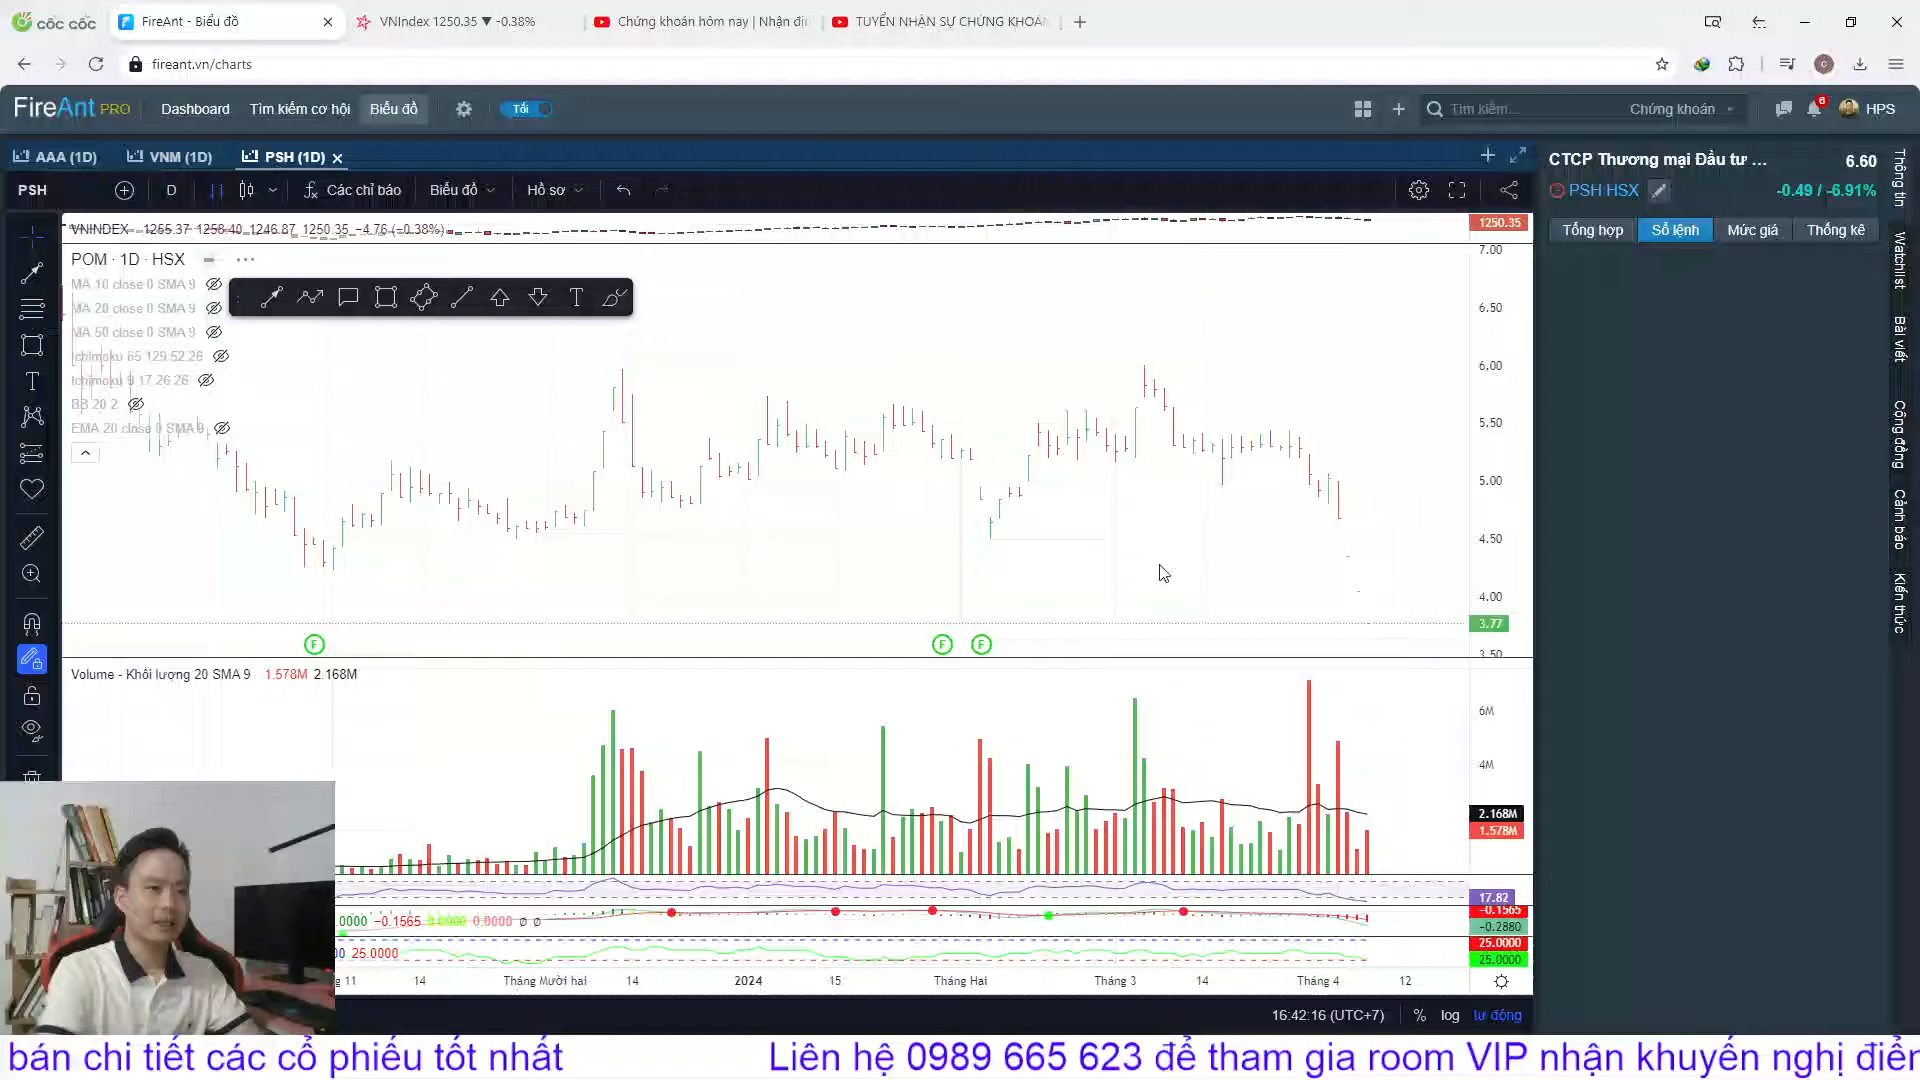 cốc cốc
FireAnt - Biểu đồ
VNIndex 1250.35 ▼ -0.38%
Chứng khoán hôm nay | Nhận địn
TUYỂN NHÂN SỰ CHỨNG KHOÁN
fireant.vn/charts
FireAnt PRO
Dashboard
Tìm kiếm cơ hội
Biểu đồ
Tối
Tìm kiếm...
Chứng khoán
6
HPS
AAA (1D)
VNM (1D)
PSH (1D)
CTCP Thương mại Đầu tư ...
6.60
PSH HSX
-0.49 / -6.91%
Tổng hợp
Sổ lệnh
Mức giá
Thống kê
Thông tin
Watchlist
Bài viết
Cộng đồng
Cảnh báo
Kiến thức
PSH
D
Các chỉ báo
Biểu đồ
Hồ sơ
VNINDEX 1255.37 1258.40 1246.87 1250.35 −4.76 (−0.38%)
1250.35
POM · 1D · HSX
MA 10 close 0 SMA 9
MA 20 close 0 SMA 9
MA 50 close 0 SMA 9
Ichimoku 65 129 52 26
Ichimoku 9 17 26 26
BB 20 2
EMA 20 close 0 SMA 9
7.00
6.50
6.00
5.50
5.00
4.50
4.00
3.77
3.50
F
F
F
Volume - Khối lượng 20 SMA 9 1.578M 2.168M
6M
4M
2.168M
1.578M
17.82
0.0000 −0.1565 0.0000 0.0000 ∅ ∅
−0.1565
−0.2880
25.0000
25.0000
25.0000
14
Tháng Mười hai
14
2024
15
Tháng Hai
Tháng 3
14
Tháng 4
12
16:42:16 (UTC+7)
%
log
tự động
bán chi tiết các cổ phiếu tốt nhất
Liên hệ 0989 665 623 để tham gia room VIP nhận khuyến nghị điểm